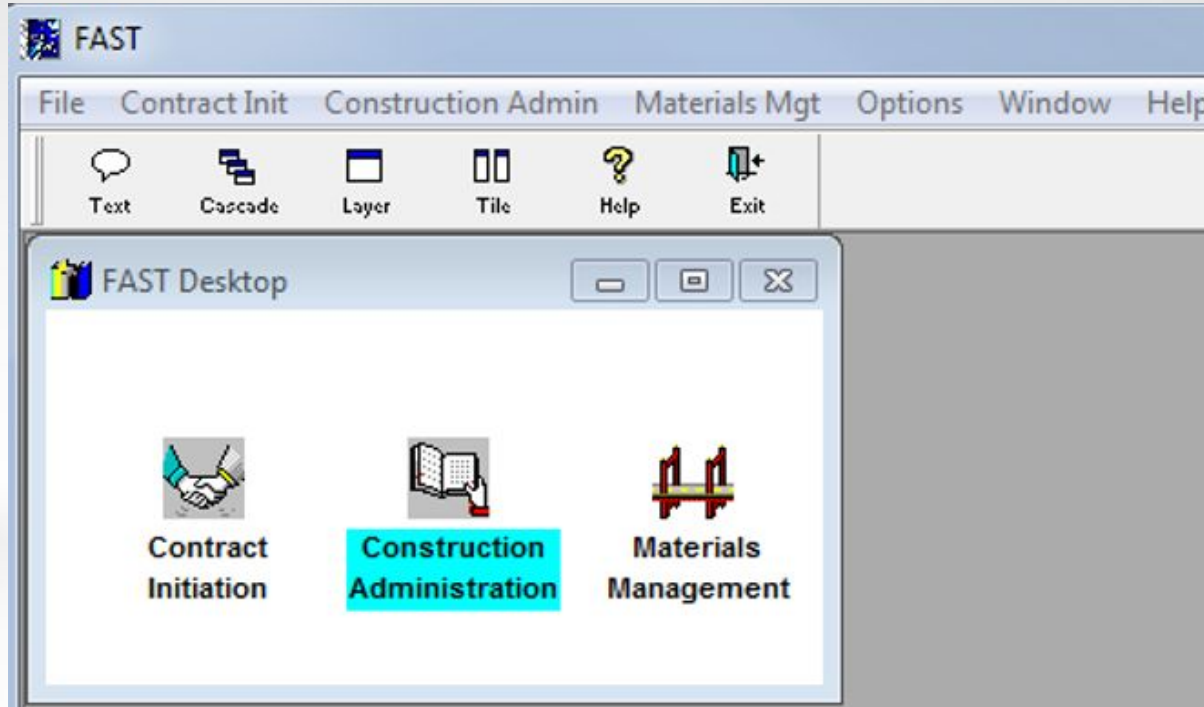 FAST
File Contract Init Construction Admin Materials Mgt Options Window Help
Text Cascade Layer Tile Help Exit
FAST Desktop
Contract Construction Materials
Initiation Administration Management